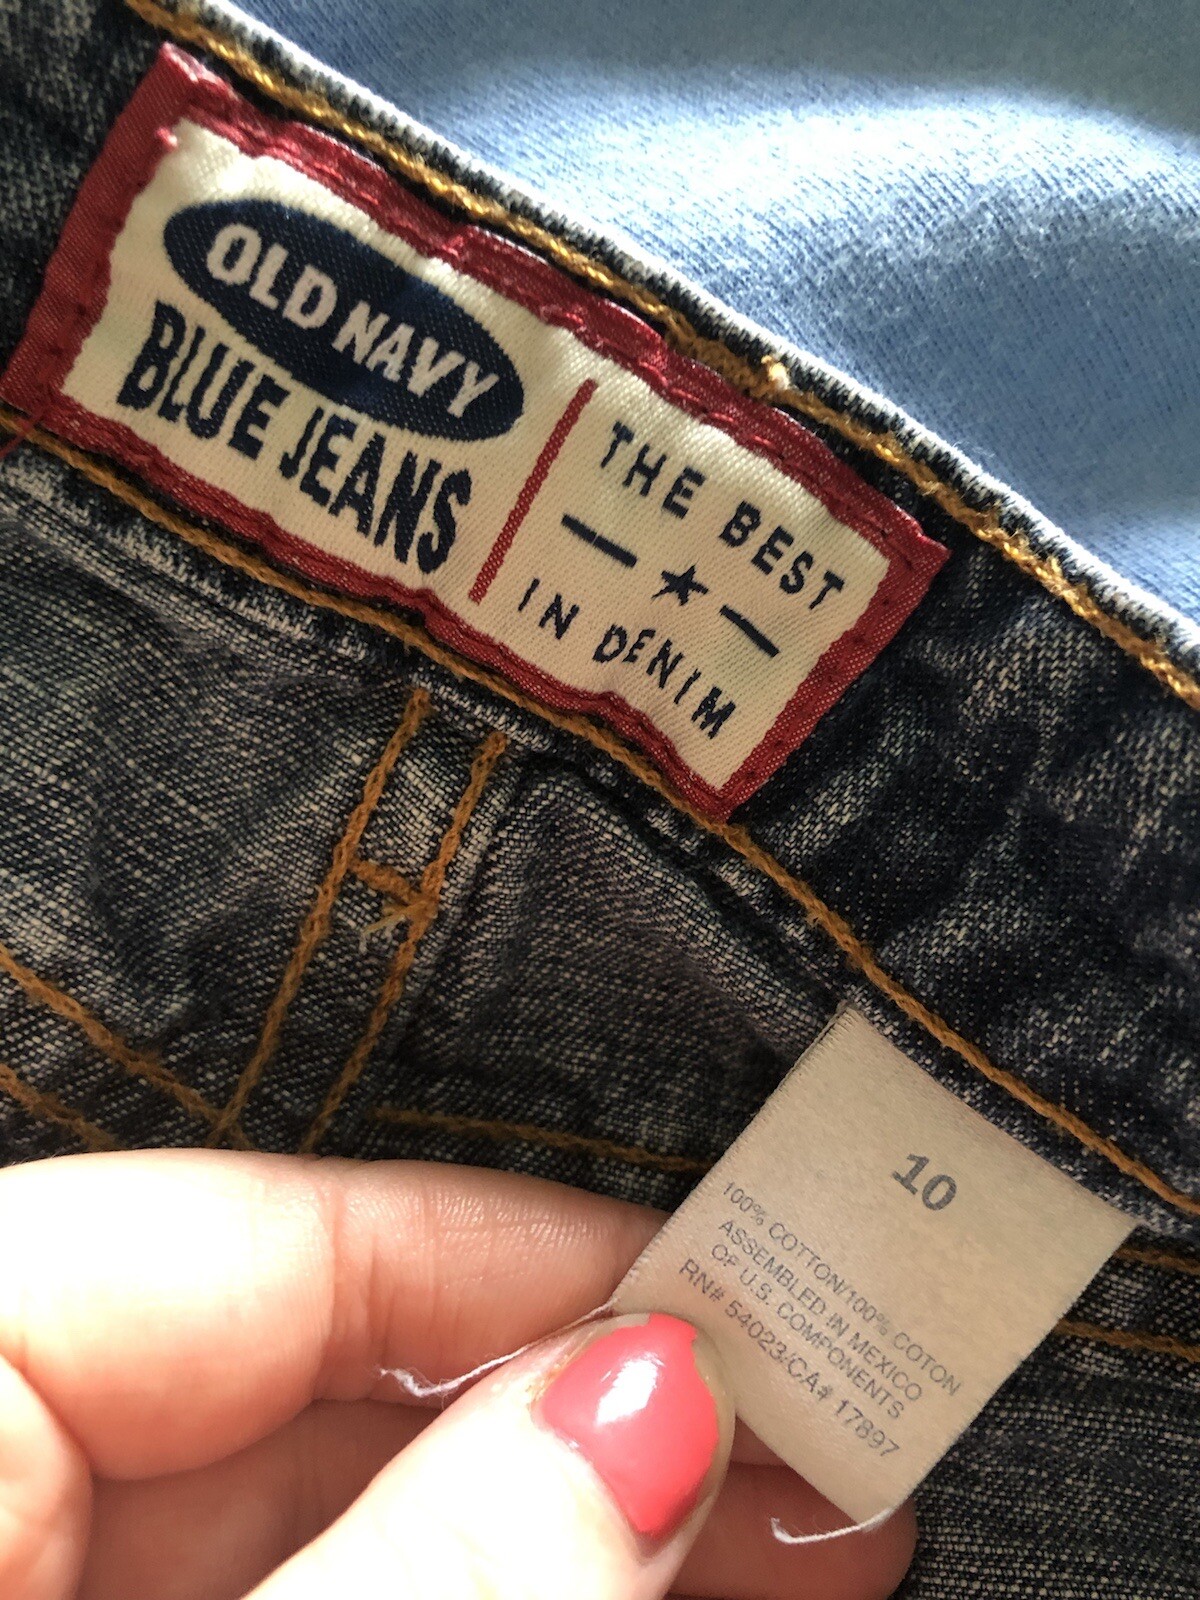 OLD NAVY
BLUE JEANS
THE BEST
IN DENIM
10
100% COTTON/100% COTON
ASSEMBLED IN MEXICO
OF U.S. COMPONENTS
RN# 54023/CA# 17897